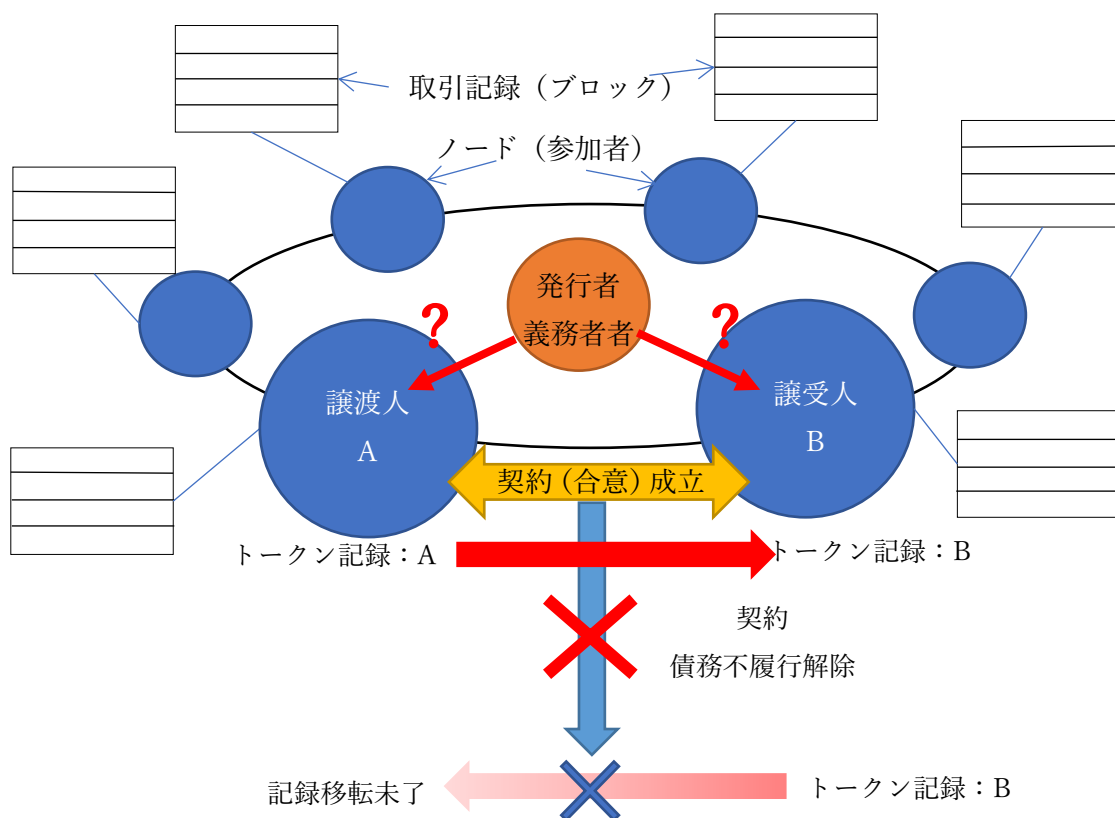 取引記録（ブロック）
ノード（参加者）
発行者
義務者者
？
？
譲渡人
A
譲受人
B
契約（合意）成立
トークン記録：A
トークン記録：B
契約
債務不履行解除
記録移転未了
トークン記録：B